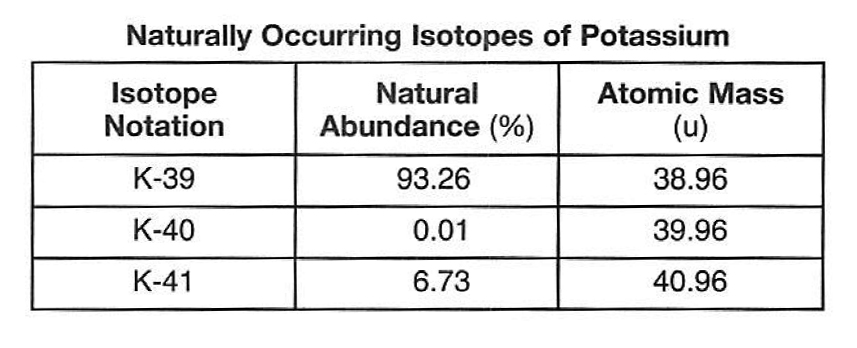 Naturally Occurring Isotopes of Potassium
Isotope Notation Natural Abundance (%) Atomic Mass (u)
K-39 93.26 38.96
K-40 0.01 39.96
K-41 6.73 40.96